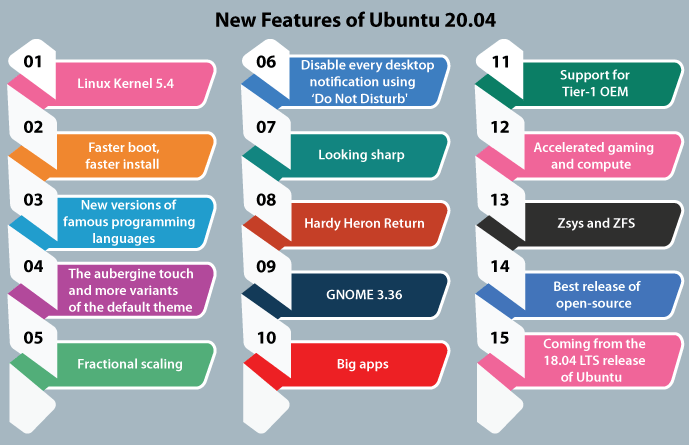 New Features of Ubuntu 20.04
01
Linux Kernel 5.4
02
Faster boot,
faster install
03
New versions of
famous programming
languages
04
The aubergine touch
and more variants
of the default theme
05
Fractional scaling
06
Disable every desktop
notification using
‘Do Not Disturb'
07
Looking sharp
08
Hardy Heron Return
09
GNOME 3.36
10
Big apps
11
Support for
Tier-1 OEM
12
Accelerated gaming
and compute
13
Zsys and ZFS
14
Best release of
open-source
15
Coming from the
18.04 LTS release
of Ubuntu